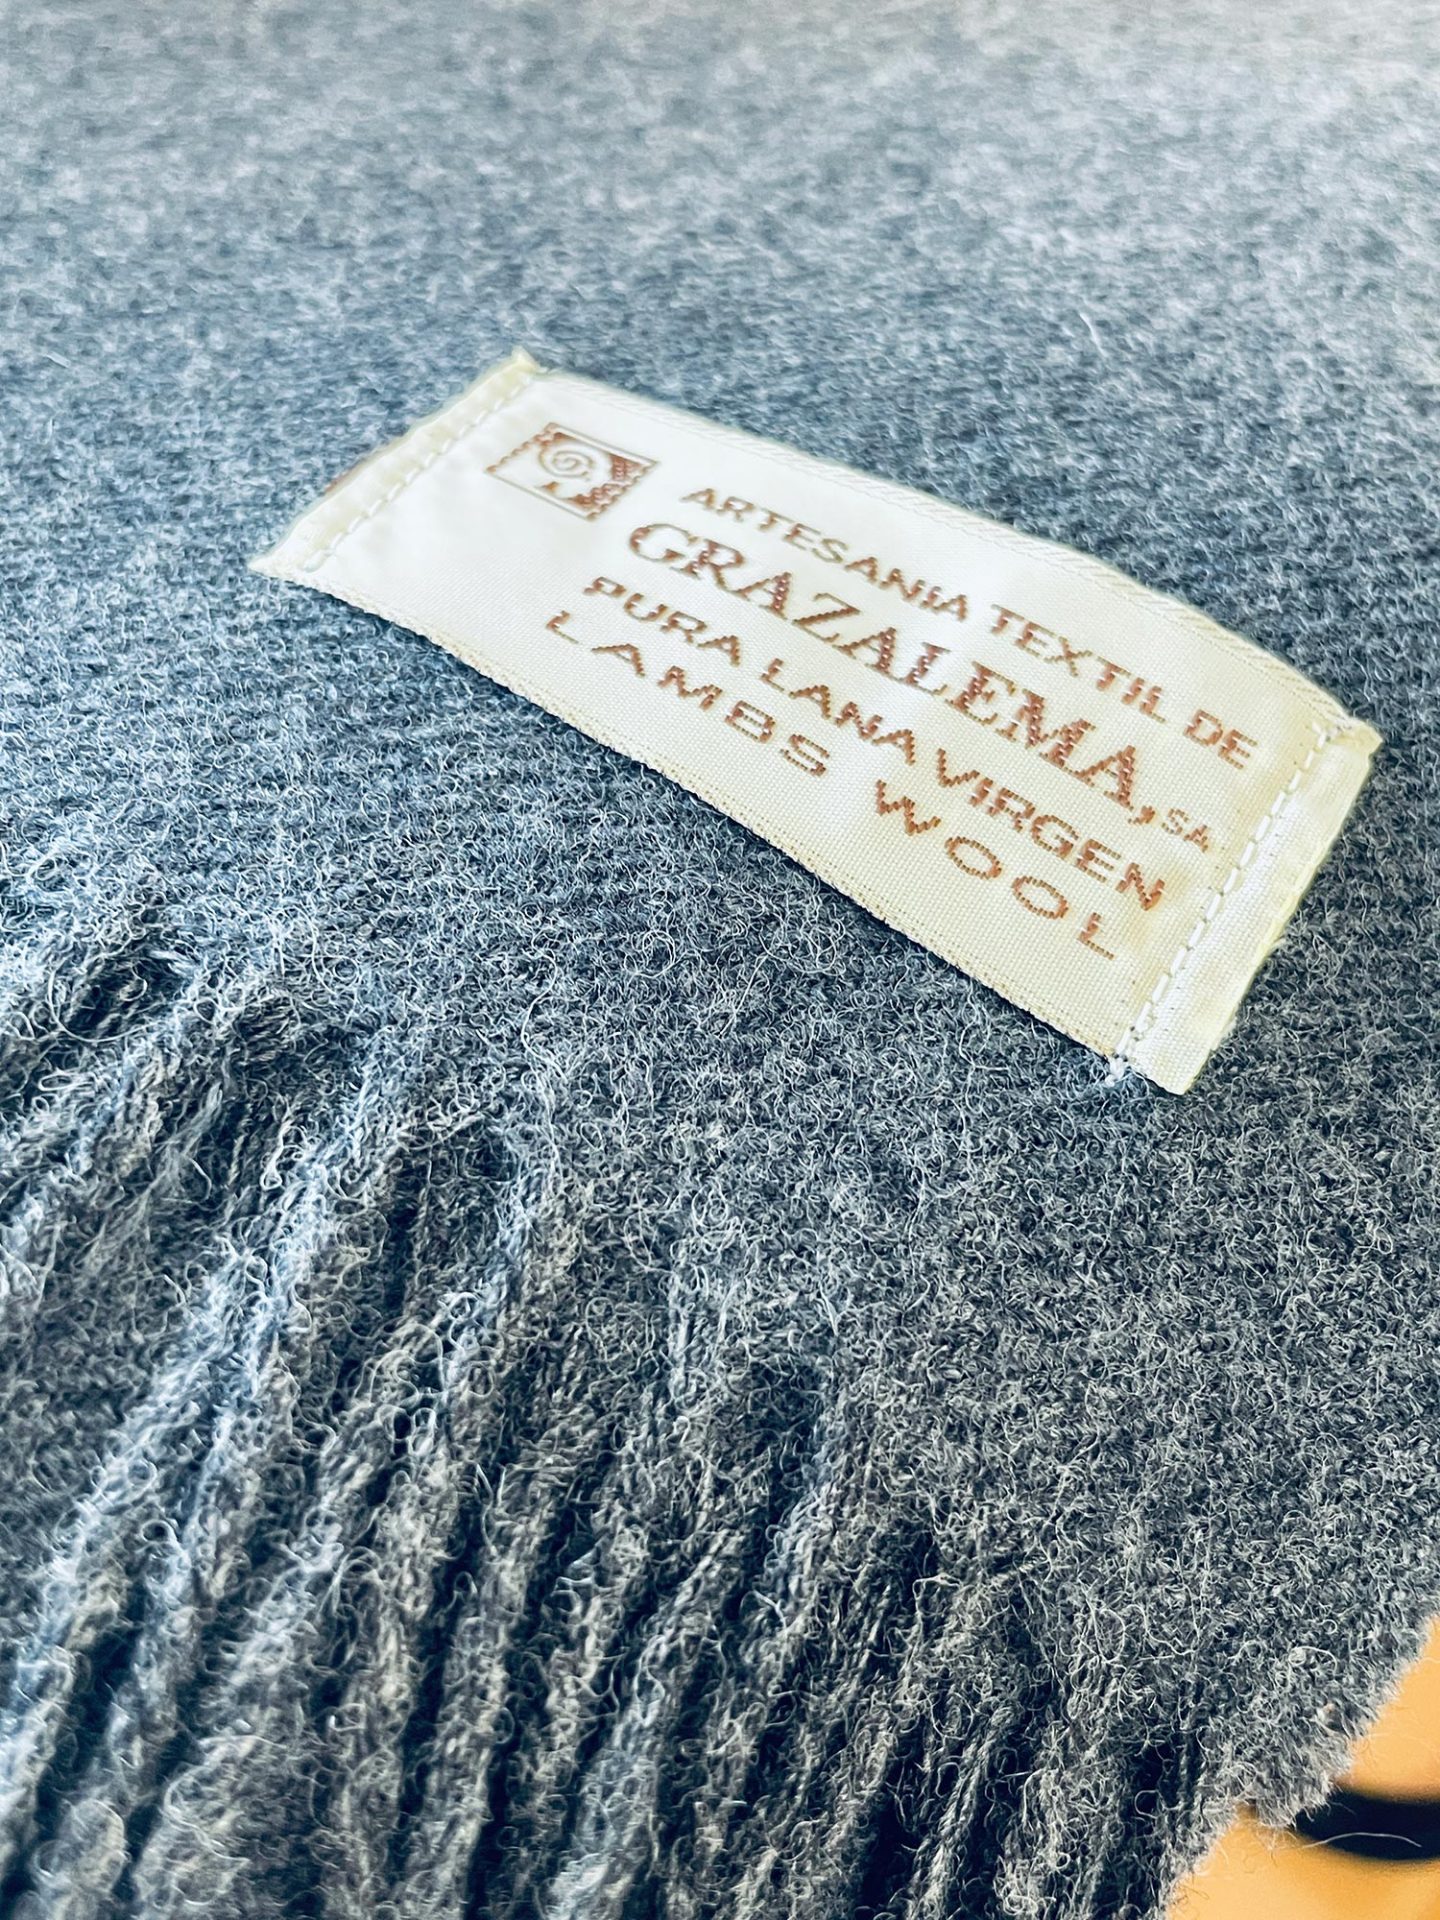 ARTESANIA TEXTIL DE
GRAZALEMA, SA
PURA LANA VIRGEN
LAMBS WOOL